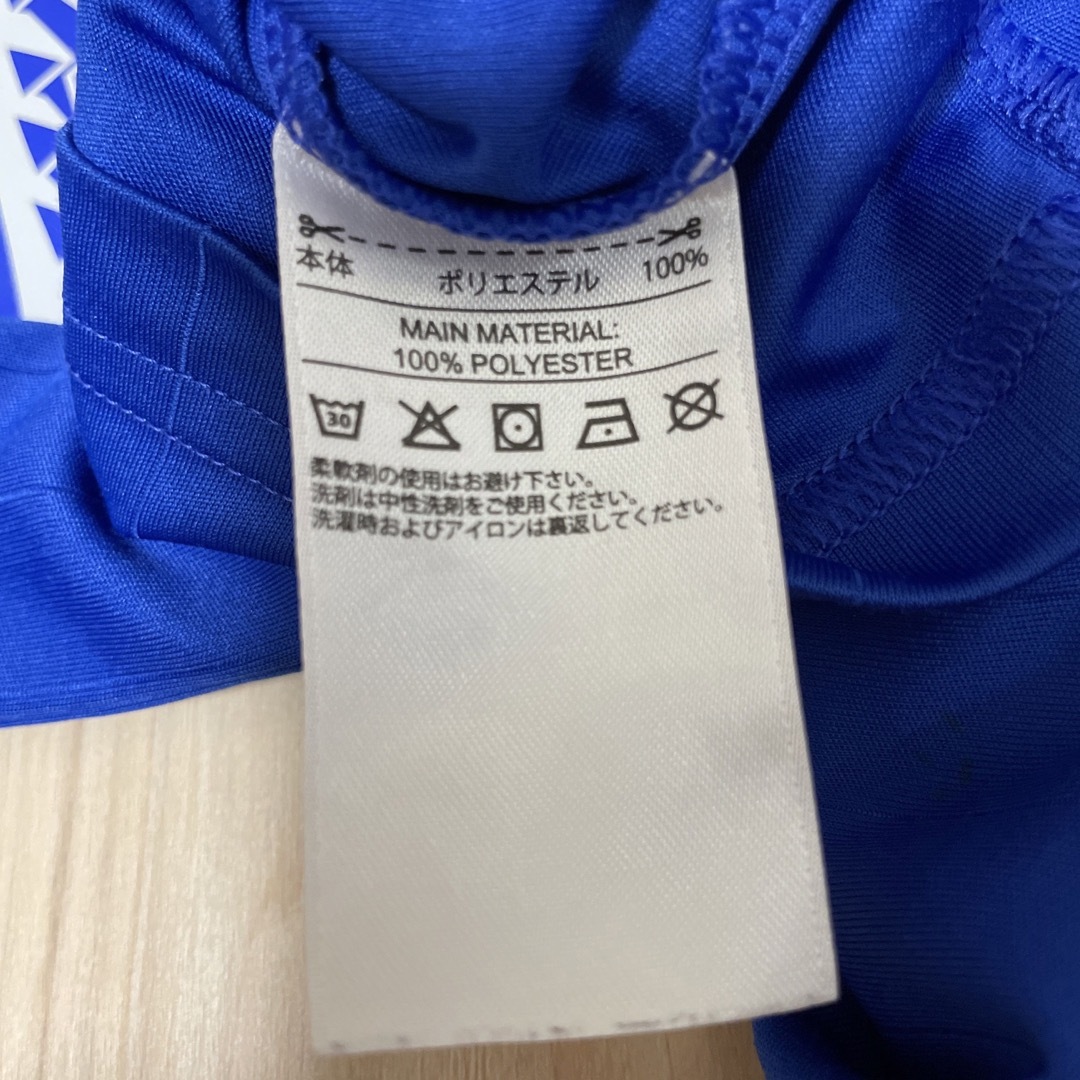 本体 ポリエステル 100%
MAIN MATERIAL:
100% POLYESTER
30
柔軟剤の使用はお避け下さい。
洗剤は中性洗剤をご使用ください。
洗濯時およびアイロンは裏返してください。